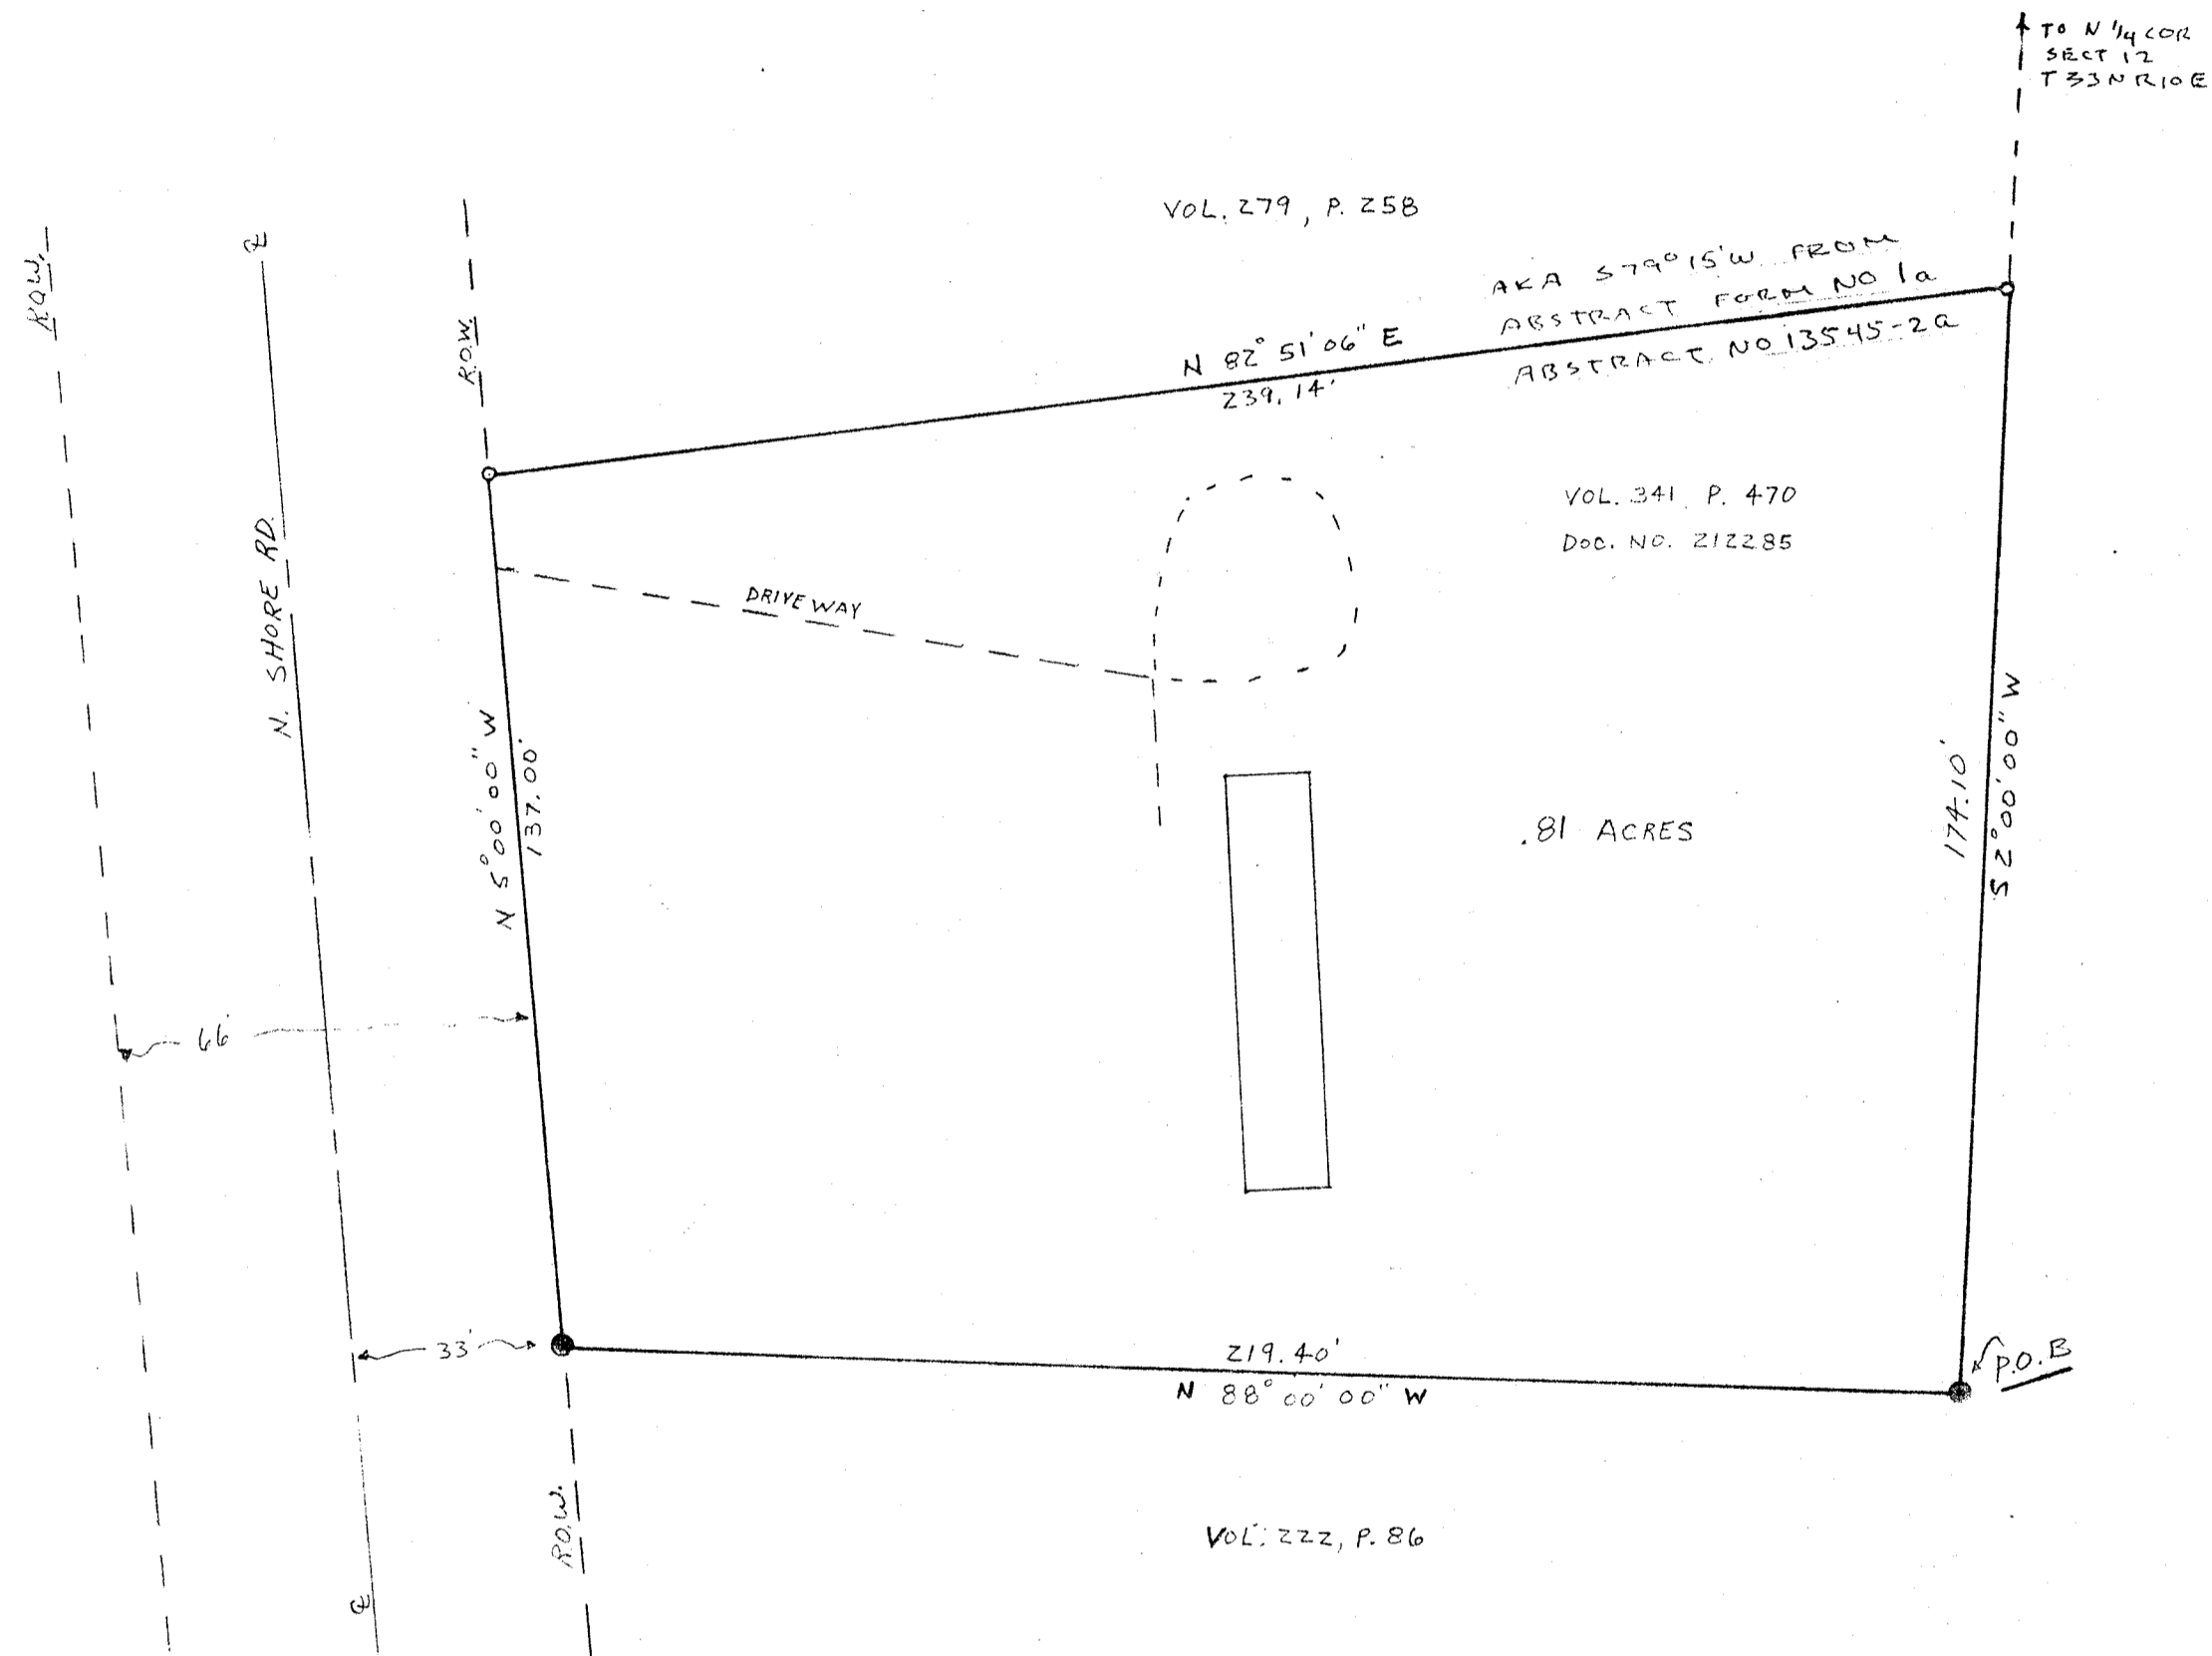 TO N 1/4 COR
SECT 12
T33N R10E
VOL. 279, P. 258
R.O.W.
℄
R.O.W.
AKA S79°15'W FROM
ABSTRACT FORM NO 1a
ABSTRACT NO 13545-2a
N 82° 51' 06" E
239.14'
VOL. 341 P. 470
DOC. NO. 212285
N. SHORE RD.
DRIVEWAY
N 5° 00' 00" W
137.00'
.81 ACRES
174.10'
S 2° 00' 00" W
66'
33'
219.40'
N 88° 00' 00" W
P.O.B
R.O.W.
℄
VOL. 222, P. 86